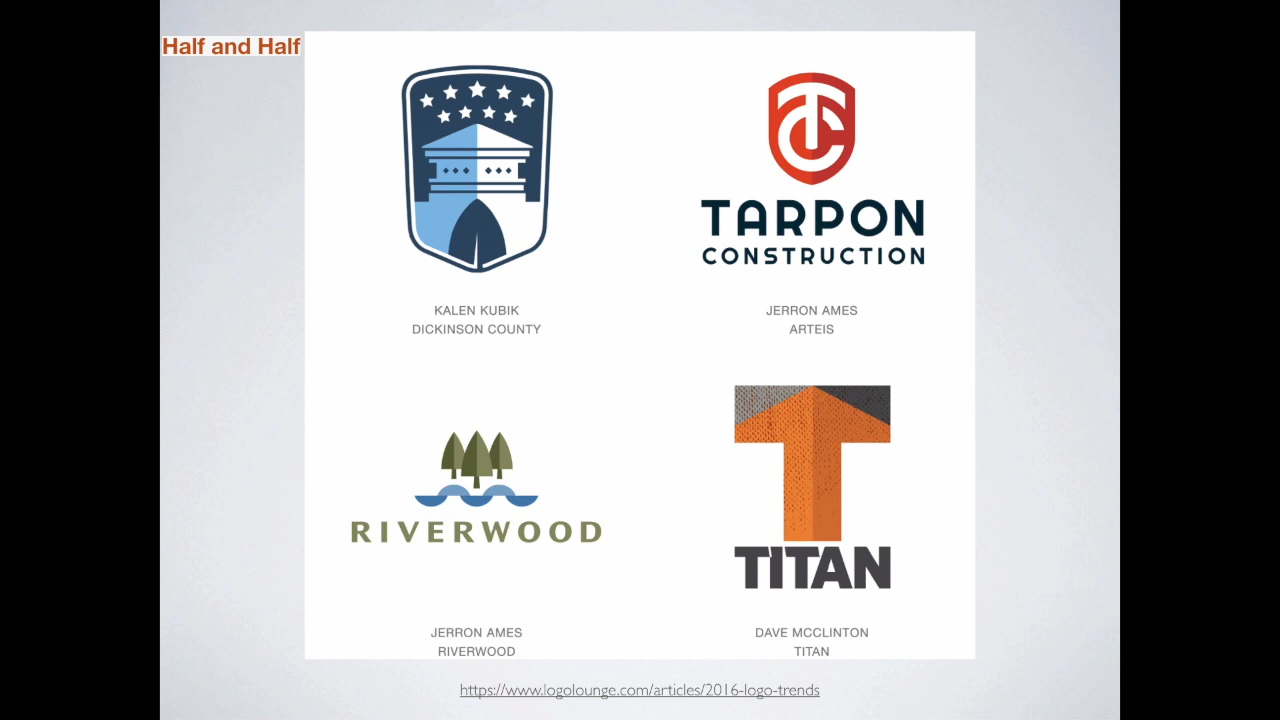 Half and Half
TC
TARPON
CONSTRUCTION
KALEN KUBIK
DICKINSON COUNTY
JERRON AMES
ARTEIS
RIVERWOOD
T
TITAN
JERRON AMES
RIVERWOOD
DAVE MCCLINTON
TITAN
https://www.logolounge.com/articles/2016-logo-trends